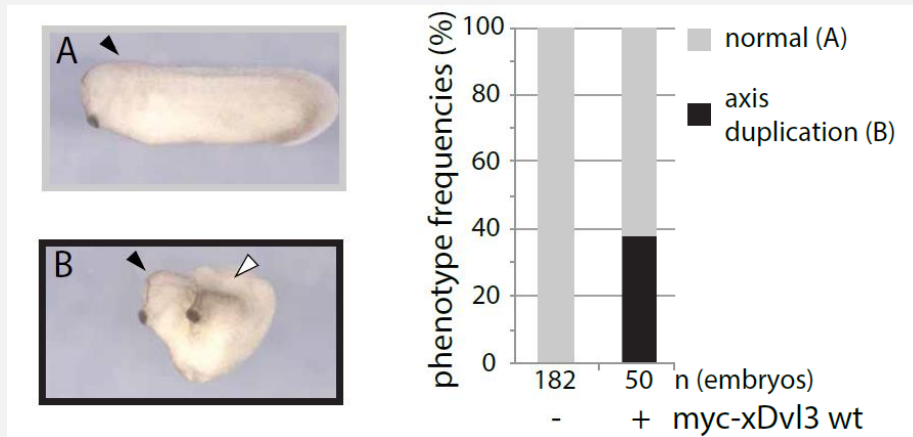 A
B
phenotype frequencies (%)
100
80
60
40
20
0
normal (A)
axis
duplication (B)
182 50 n (embryos)
- + myc-xDvl3 wt